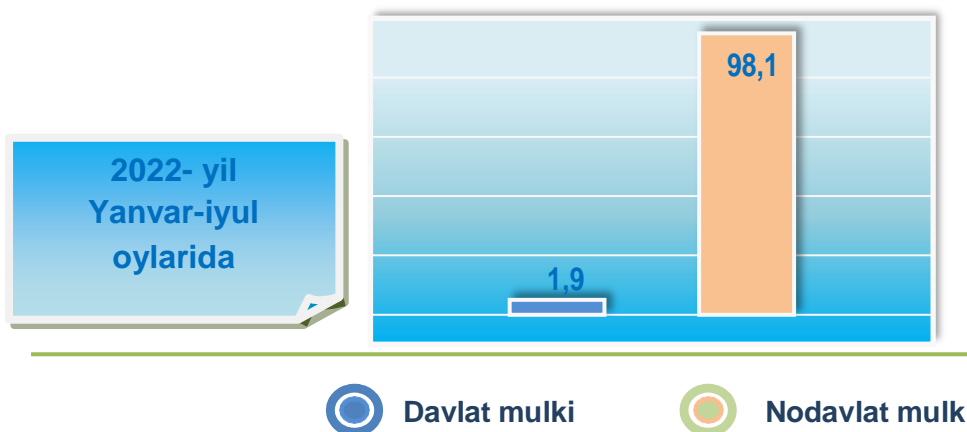 98,1
2022- yil
Yanvar-iyul
oylarida
1,9
Davlat mulki
Nodavlat mulk